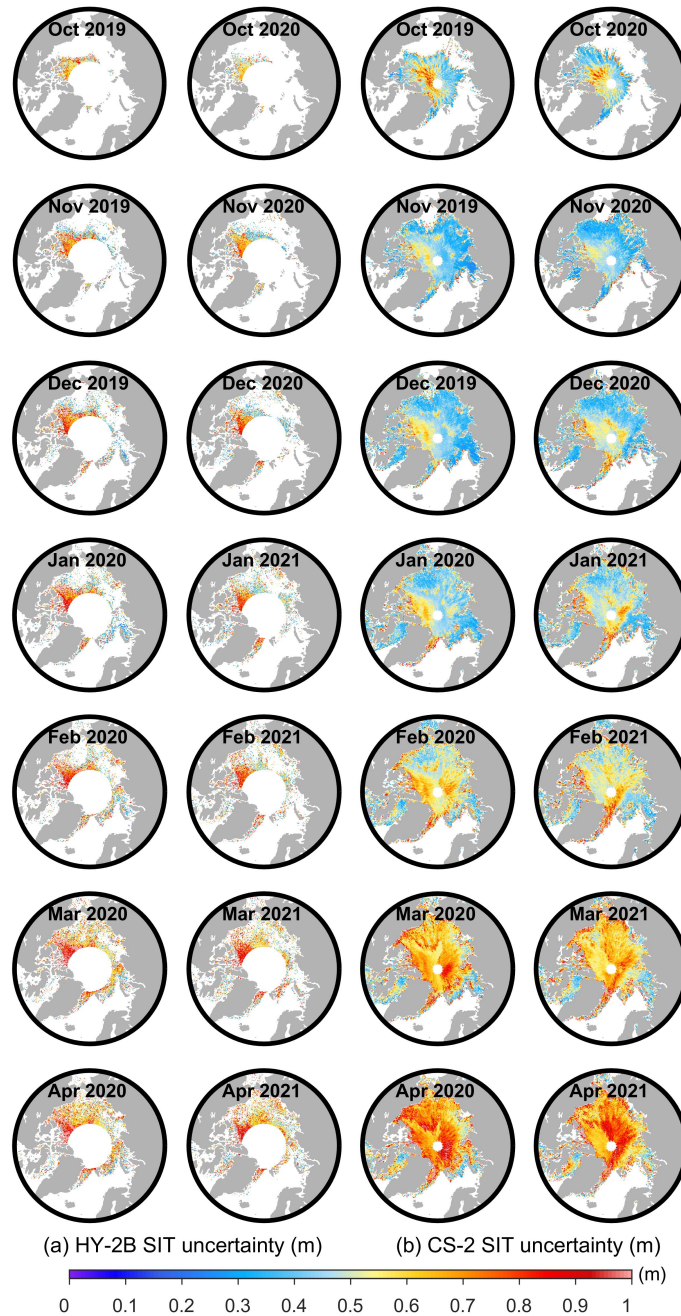 Oct 2019 Oct 2020 Oct 2019 Oct 2020
Nov 2019 Nov 2020 Nov 2019 Nov 2020
Dec 2019 Dec 2020 Dec 2019 Dec 2020
Jan 2020 Jan 2021 Jan 2020 Jan 2021
Feb 2020 Feb 2021 Feb 2020 Feb 2021
Mar 2020 Mar 2021 Mar 2020 Mar 2021
Apr 2020 Apr 2021 Apr 2020 Apr 2021
(a) HY-2B SIT uncertainty (m) (b) CS-2 SIT uncertainty (m)
(m)
0 0.1 0.2 0.3 0.4 0.5 0.6 0.7 0.8 0.9 1